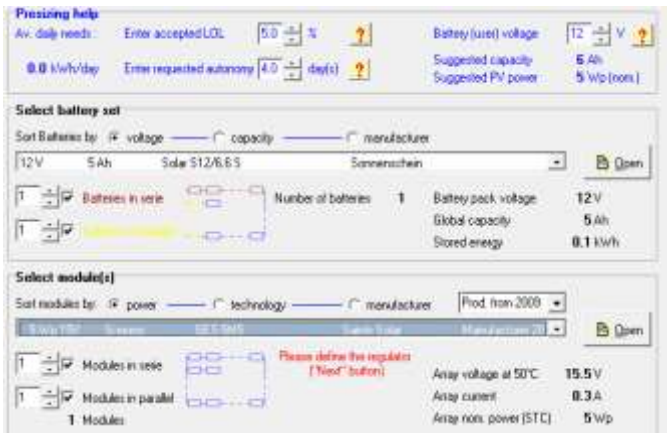 Presizing help
Av. daily needs : Enter accepted LOL 5.0 % ? Battery (user) voltage 12 V ?
0.0 kWh/day Enter requested autonomy 4.0 day(s) ? Suggested capacity 6 Ah
Suggested PV power 5 Wp (nom.)
Select battery set
Sort Batteries by voltage capacity manufacturer
12 V 5 Ah Solar S12/6.6 S Sonnenschein Open
1 Batteries in serie Number of batteries 1 Battery pack voltage 12 V
1 Global capacity 5 Ah
Stored energy 0.1 kWh
Select module(s)
Sort modules by: power technology manufacturer Prod. from 2009
Open
1 Modules in serie Please define the regulator
("Next" button) Array voltage at 50°C 15.5 V
1 Modules in parallel Array current 0.3 A
1 Modules Array nom. power (STC) 5 Wp